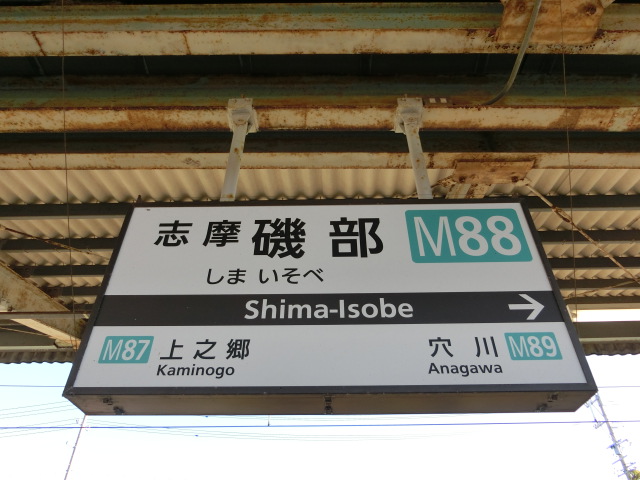 志摩磯部 M88
しま いそべ
Shima-Isobe
M87 上之郷 穴川 M89
Kaminogo Anagawa